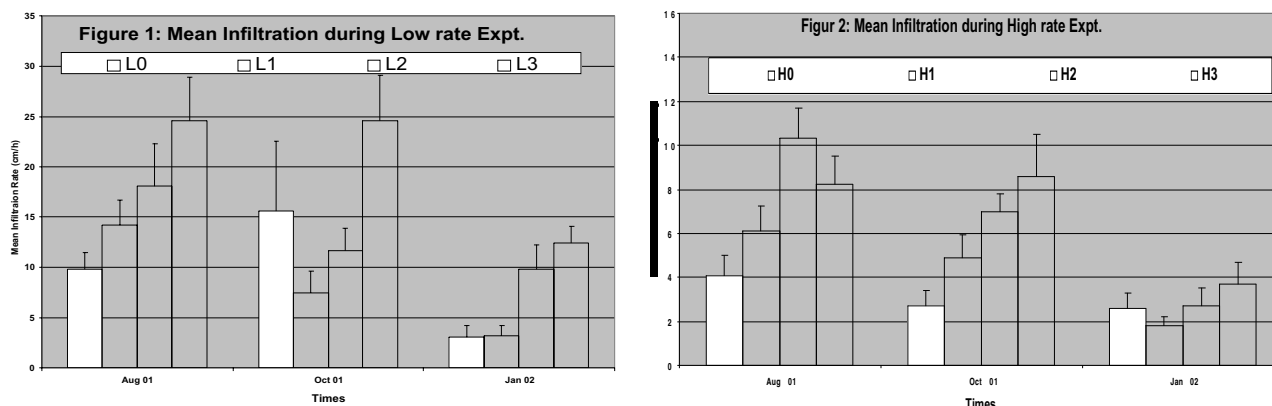 Figure 1: Mean Infiltration during Low rate Expt.
L0 L1 L2 L3
Mean Infiltraion Rate (cm/h)
35
30
25
20
15
10
5
0
Aug 01 Oct 01 Jan 02
Times
Figur 2: Mean Infiltration during High rate Expt.
H0 H1 H2 H3
16
14
12
10
8
6
4
2
0
Aug 01 Oct 01 Jan 02
Times